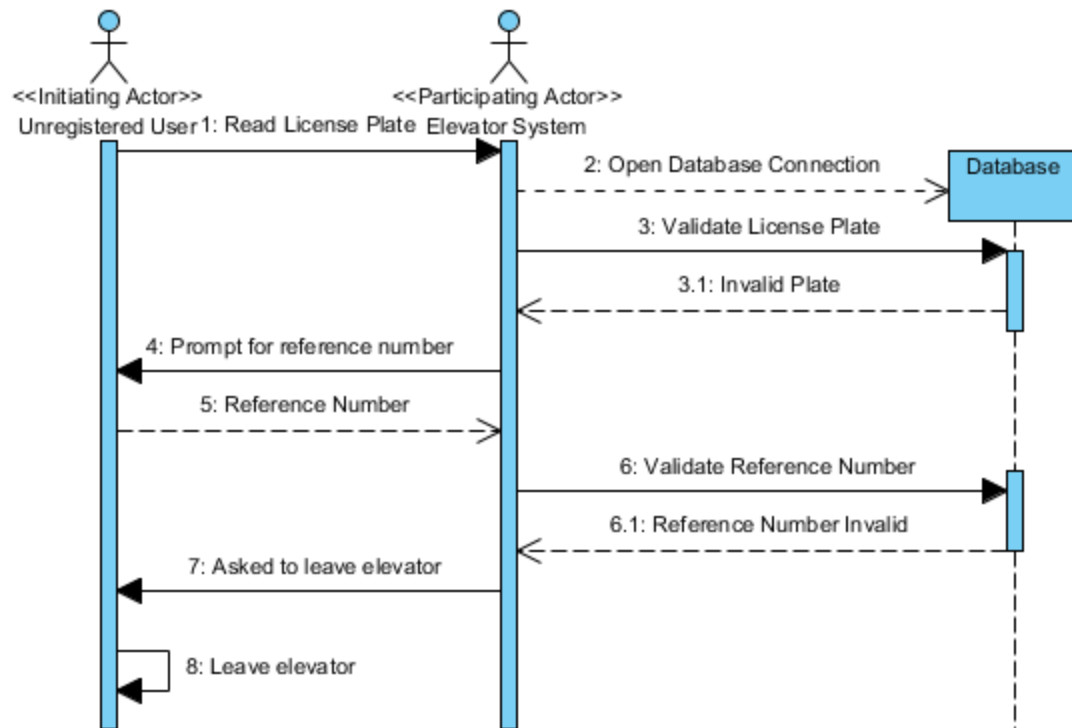 <<Initiating Actor>>
Unregistered User
<<Participating Actor>>
Elevator System
1: Read License Plate
2: Open Database Connection
Database
3: Validate License Plate
3.1: Invalid Plate
4: Prompt for reference number
5: Reference Number
6: Validate Reference Number
6.1: Reference Number Invalid
7: Asked to leave elevator
8: Leave elevator